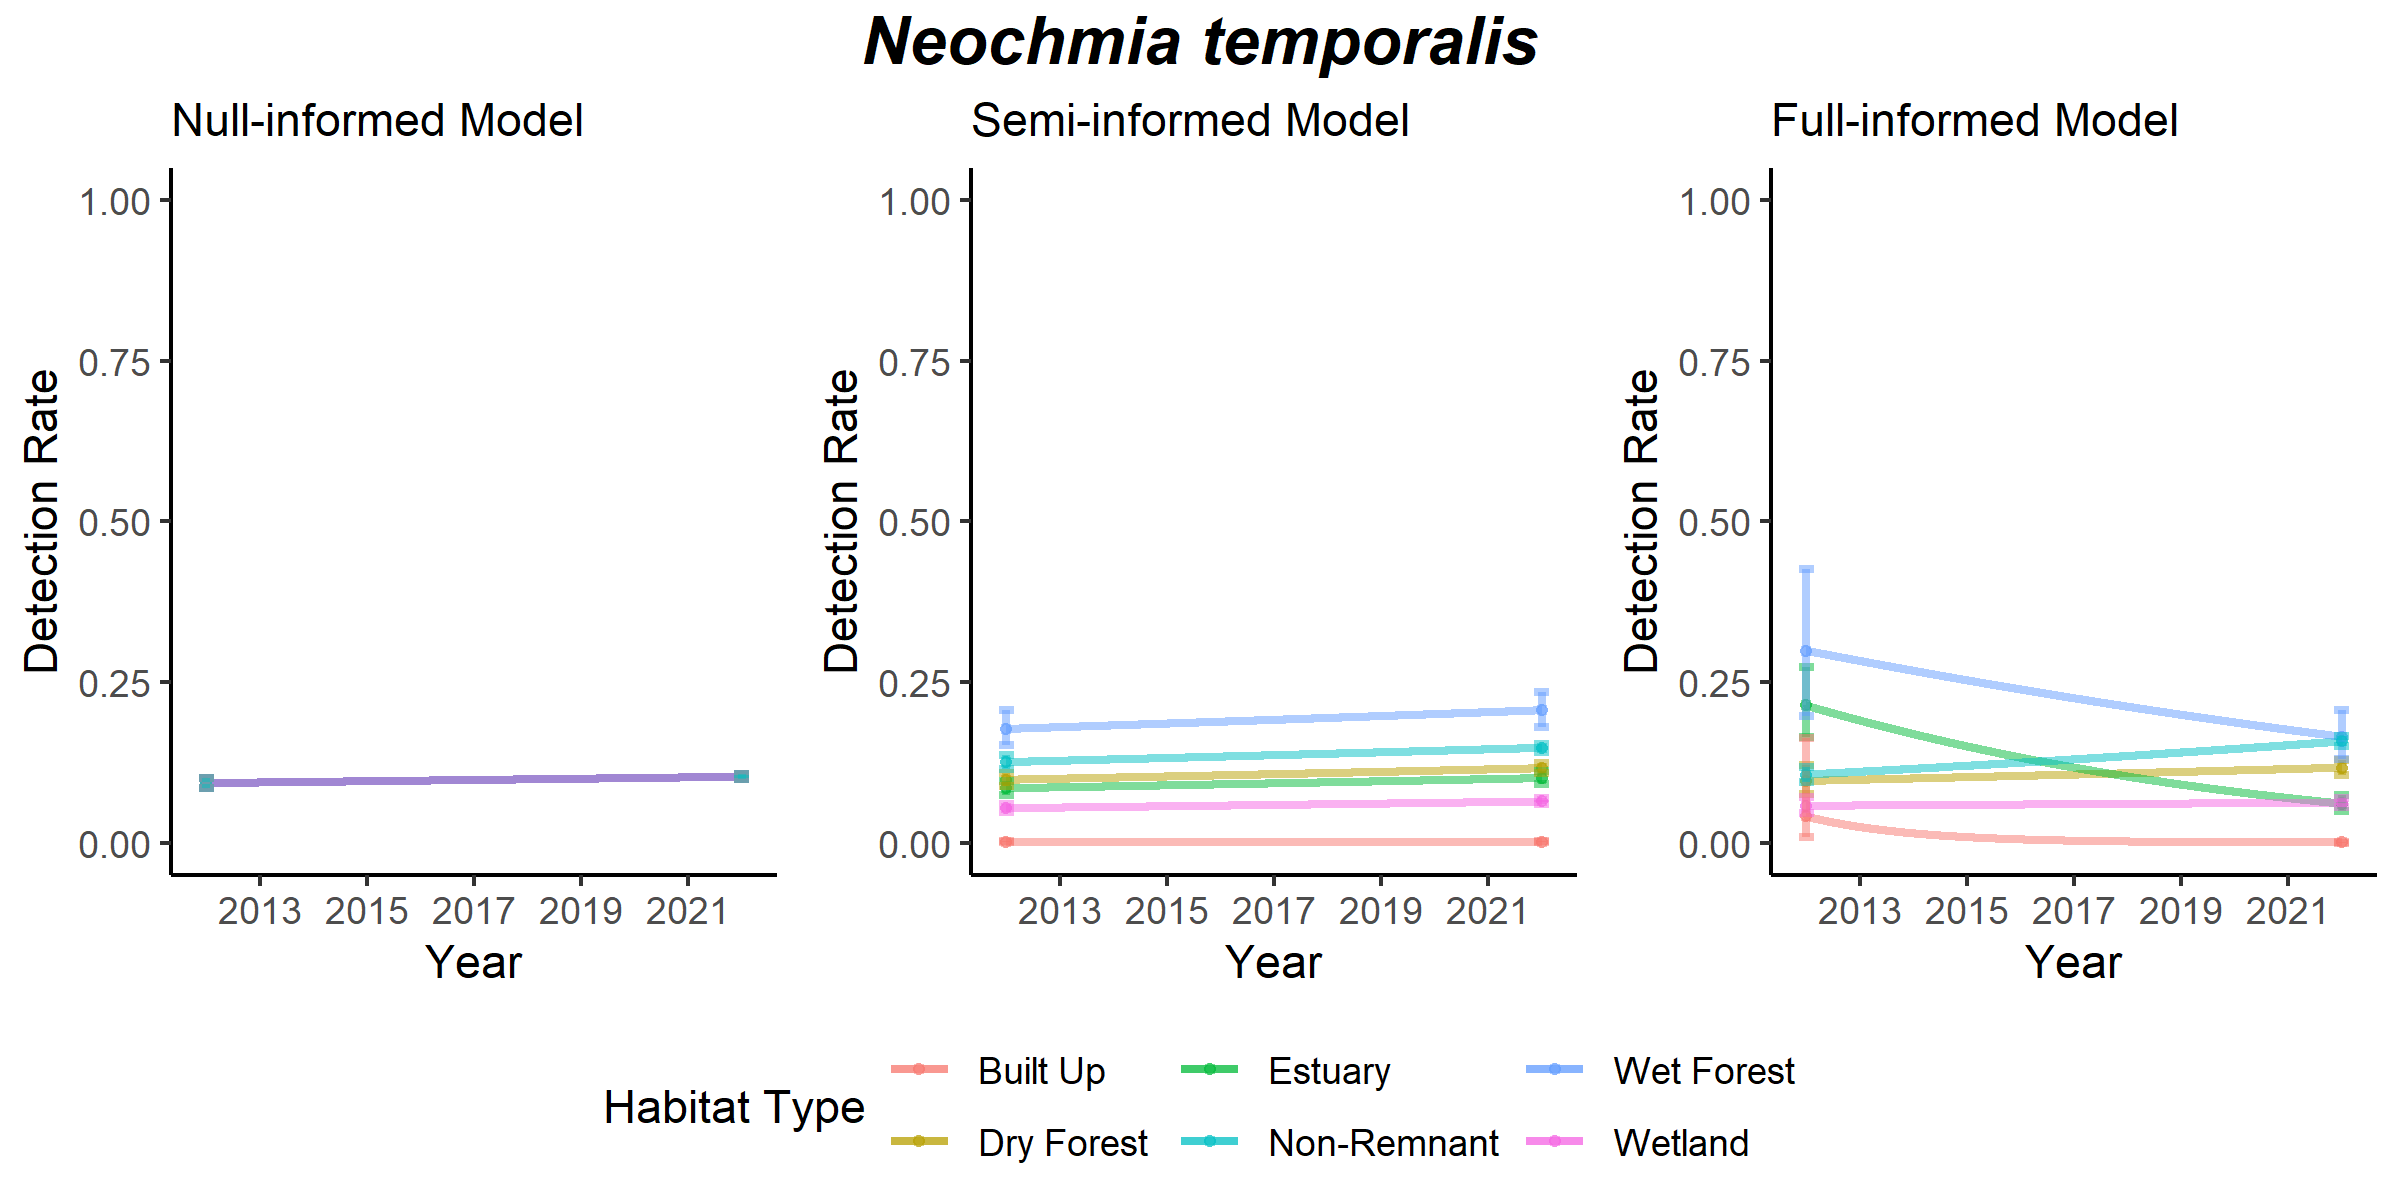 Neochmia temporalis
Null-informed Model
Semi-informed Model
Full-informed Model
Detection Rate
1.00
0.75
0.50
0.25
0.00
2013 2015 2017 2019 2021
Year
Detection Rate
1.00
0.75
0.50
0.25
0.00
2013 2015 2017 2019 2021
Year
Detection Rate
1.00
0.75
0.50
0.25
0.00
2013 2015 2017 2019 2021
Year
Habitat Type
Built Up
Estuary
Wet Forest
Dry Forest
Non-Remnant
Wetland